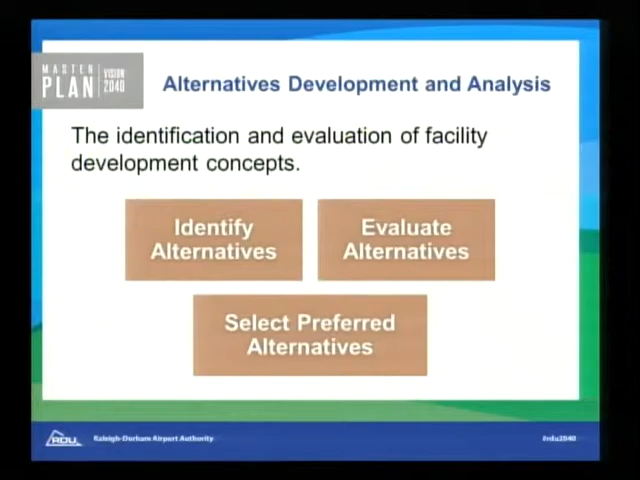 MASTER
PLAN
VISION
2040
Alternatives Development and Analysis
The identification and evaluation of facility
development concepts.
Identify
Alternatives
Evaluate
Alternatives
Select Preferred
Alternatives
RDU
Raleigh-Durham Airport Authority
#rdu2040